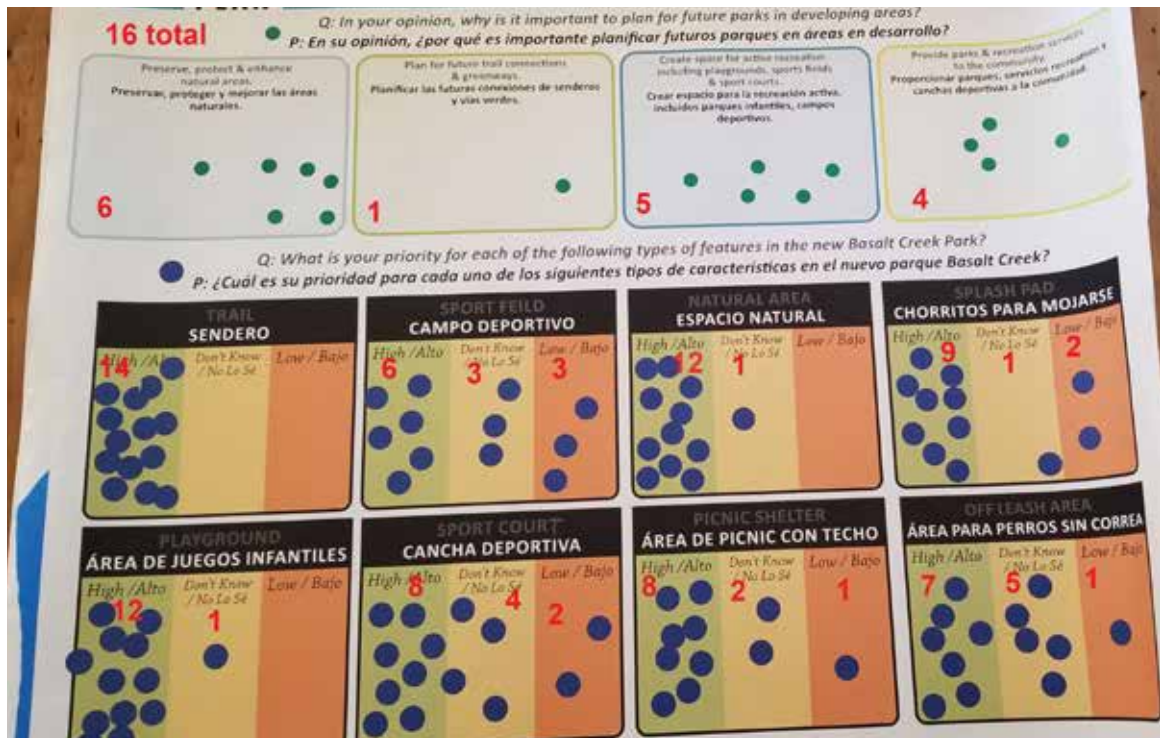 Q: In your opinion, why is it important to plan for future parks in developing areas?
16 total
P: En su opinión, ¿por qué es importante planificar futuros parques en áreas en desarrollo?
Preserve, protect & enhance
natural areas.
Preservar, proteger y mejorar las áreas
naturales.
6
Plan for future trail connections
& greenways.
Planificar las futuras conexiones de senderos
y vías verdes.
1
Create space for active recreation
including playgrounds, sports fields
& sport courts.
Crear espacio para la recreación activa,
incluidos parques infantiles, campos
deportivos.
5
Provide parks & recreation services
to the community.
Proporcionar parques, servicios recreación y
canchas deportivas a la comunidad.
4
Q: What is your priority for each of the following types of features in the new Basalt Creek Park?
P: ¿Cuál es su prioridad para cada uno de los siguientes tipos de características en el nuevo parque Basalt Creek?
TRAIL
SENDERO
High /Alto
Don't Know
/ No Lo Sé
Low / Bajo
14
SPORT FEILD
CAMPO DEPORTIVO
High /Alto
Don't Know
/ No Lo Sé
Low / Bajo
6
3
3
NATURAL AREA
ESPACIO NATURAL
High /Alto
Don't Know
/ No Lo Sé
Low / Bajo
12
1
SPLASH PAD
CHORRITOS PARA MOJARSE
High /Alto
Don't Know
/ No Lo Sé
Low / Bajo
9
1
2
PLAYGROUND
ÁREA DE JUEGOS INFANTILES
High /Alto
Don't Know
/ No Lo Sé
Low / Bajo
12
1
SPORT COURT
CANCHA DEPORTIVA
High /Alto
Don't Know
/ No Lo Sé
Low / Bajo
8
4
2
PICNIC SHELTER
ÁREA DE PICNIC CON TECHO
High /Alto
Don't Know
/ No Lo Sé
Low / Bajo
8
2
1
OFF LEASH AREA
ÁREA PARA PERROS SIN CORREA
High /Alto
Don't Know
/ No Lo Sé
Low / Bajo
7
5
1